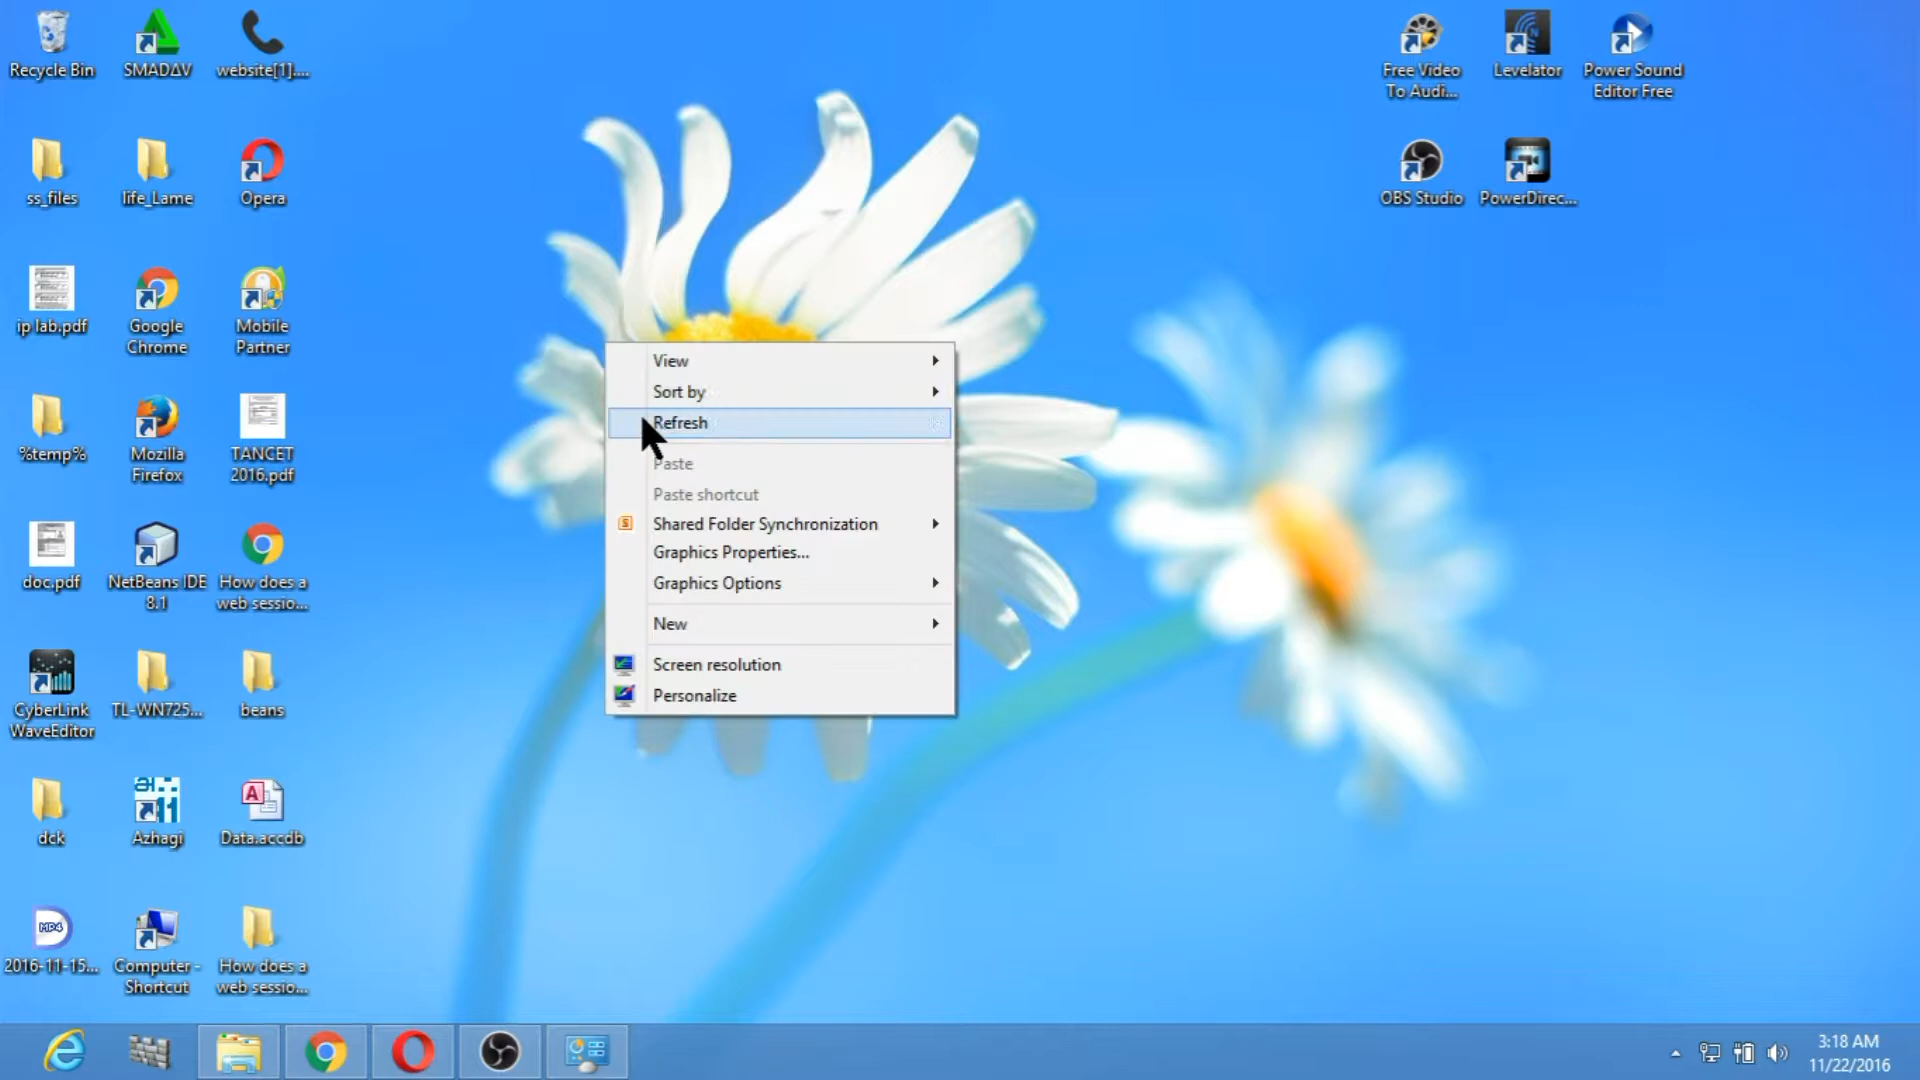 Recycle Bin
SMADΔV
website[1]....
Free Video
To Audi...
Levelator
Power Sound
Editor Free
ss_files
life_Lame
Opera
OBS Studio
PowerDirec...
ip lab.pdf
Google
Chrome
Mobile
Partner
%temp%
Mozilla
Firefox
TANCET
2016.pdf
doc.pdf
NetBeans IDE
8.1
How does a
web sessio...
CyberLink
WaveEditor
TL-WN725...
beans
dck
Azhagi
Data.accdb
MP4
2016-11-15...
Computer -
Shortcut
How does a
web sessio...
View
Sort by
Refresh
Paste
Paste shortcut
S
Shared Folder Synchronization
Graphics Properties...
Graphics Options
New
Screen resolution
Personalize
3:18 AM
11/22/2016